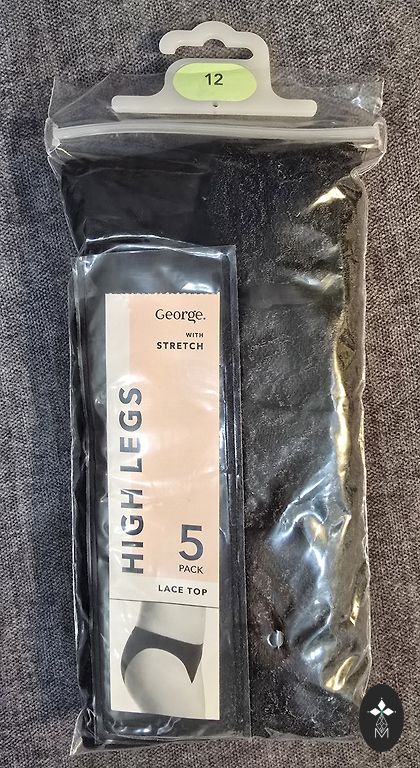 12
George.
WITH
STRETCH
HIGH LEGS
5
PACK
LACE TOP
M